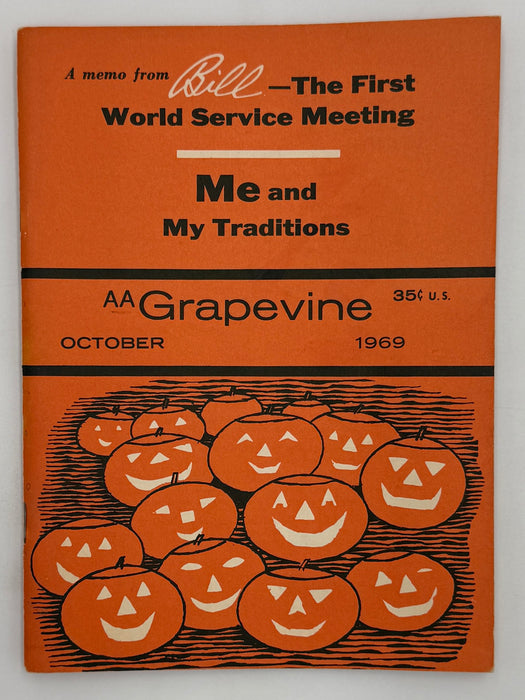 A memo from Bill —The First
World Service Meeting
Me and
My Traditions
AA Grapevine 35¢ U.S.
OCTOBER 1969